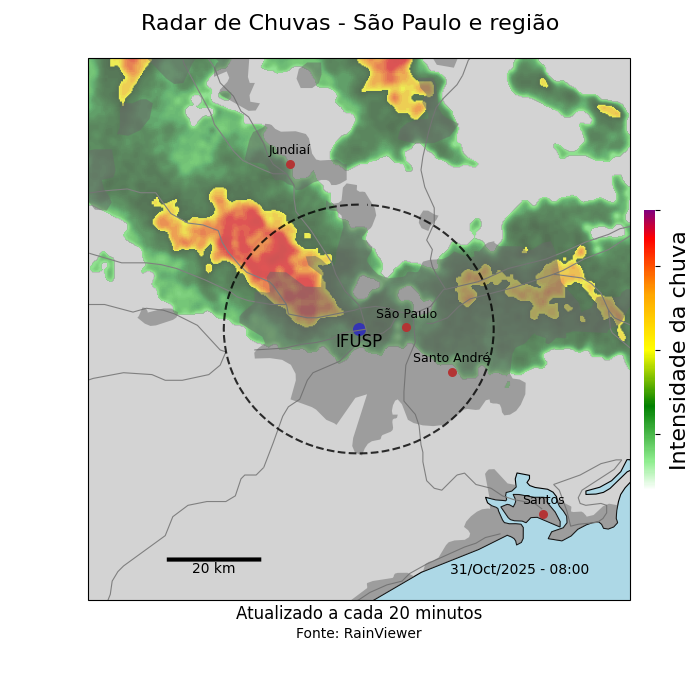 Radar de Chuvas - São Paulo e região
Jundiaí
São Paulo
IFUSP
Santo André
Intensidade da chuva
Santos
20 km
31/Oct/2025 - 08:00
Atualizado a cada 20 minutos
Fonte: RainViewer